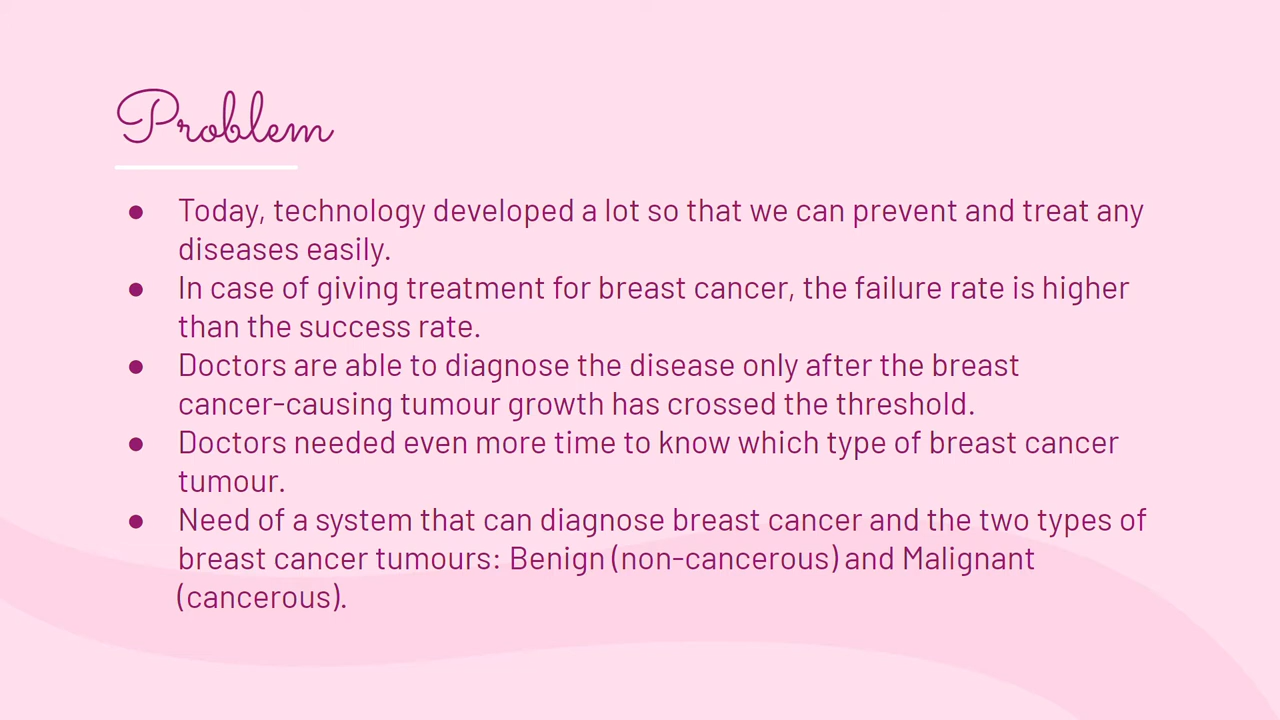 Problem
● Today, technology developed a lot so that we can prevent and treat any
diseases easily.
● In case of giving treatment for breast cancer, the failure rate is higher
than the success rate.
● Doctors are able to diagnose the disease only after the breast
cancer-causing tumour growth has crossed the threshold.
● Doctors needed even more time to know which type of breast cancer
tumour.
● Need of a system that can diagnose breast cancer and the two types of
breast cancer tumours: Benign (non-cancerous) and Malignant
(cancerous).